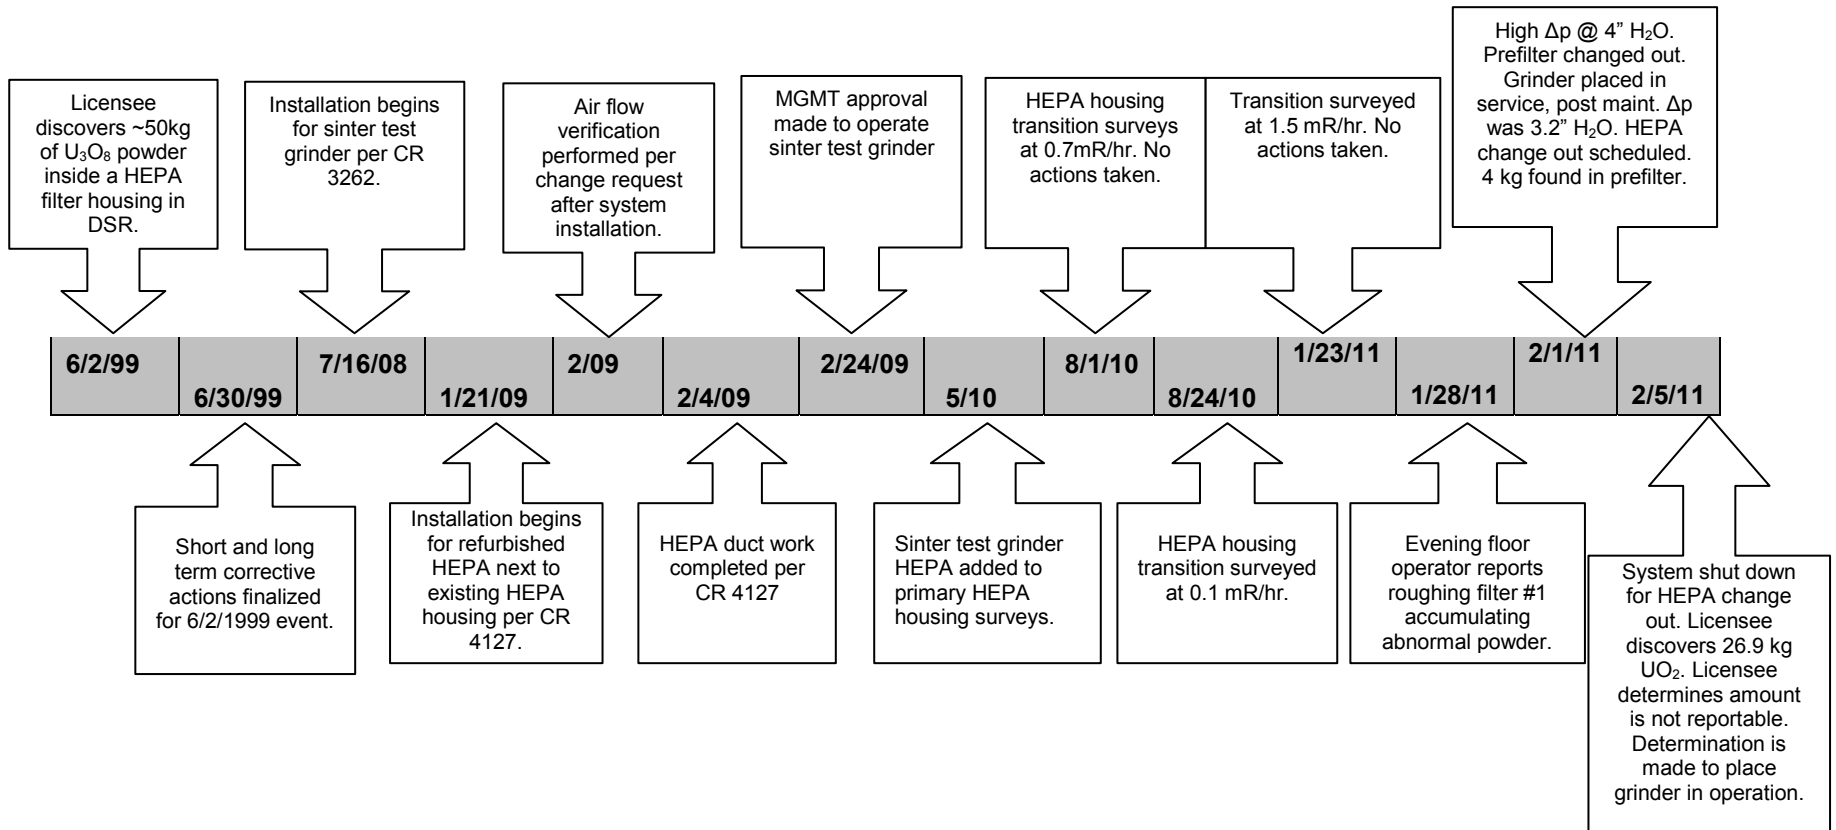 Licensee
discovers ~50kg
of U₃O₈ powder
inside a HEPA
filter housing in
DSR.
Installation begins
for sinter test
grinder per CR
3262.
Air flow
verification
performed per
change request
after system
installation.
MGMT approval
made to operate
sinter test grinder
HEPA housing
transition surveys
at 0.7mR/hr. No
actions taken.
Transition surveyed
at 1.5 mR/hr. No
actions taken.
High Δp @ 4” H₂O.
Prefilter changed out.
Grinder placed in
service, post maint. Δp
was 3.2” H₂O. HEPA
change out scheduled.
4 kg found in prefilter.
6/2/99
6/30/99
7/16/08
1/21/09
2/09
2/4/09
2/24/09
5/10
8/1/10
8/24/10
1/23/11
1/28/11
2/1/11
2/5/11
Short and long
term corrective
actions finalized
for 6/2/1999 event.
Installation begins
for refurbished
HEPA next to
existing HEPA
housing per CR
4127.
HEPA duct work
completed per
CR 4127
Sinter test grinder
HEPA added to
primary HEPA
housing surveys.
HEPA housing
transition surveyed
at 0.1 mR/hr.
Evening floor
operator reports
roughing filter #1
accumulating
abnormal powder.
System shut down
for HEPA change
out. Licensee
discovers 26.9 kg
UO₂. Licensee
determines amount
is not reportable.
Determination is
made to place
grinder in operation.